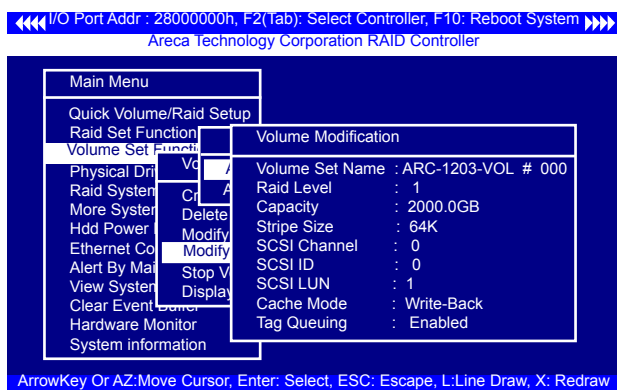 I/O Port Addr : 28000000h, F2(Tab): Select Controller, F10: Reboot System
Areca Technology Corporation RAID Controller
Main Menu
Quick Volume/Raid Setup
Raid Set Function
Volume Set Functi
Physical Dri
Raid System
More System
Hdd Power
Ethernet Co
Alert By Mai
View System
Clear Event Buffer
Hardware Monitor
System information
Vo
Cr
Delete
Modify
Modify
Stop V
Display
A
A
Volume Modification
Volume Set Name : ARC-1203-VOL # 000
Raid Level : 1
Capacity : 2000.0GB
Stripe Size : 64K
SCSI Channel : 0
SCSI ID : 0
SCSI LUN : 1
Cache Mode : Write-Back
Tag Queuing : Enabled
ArrowKey Or AZ:Move Cursor, Enter: Select, ESC: Escape, L:Line Draw, X: Redraw